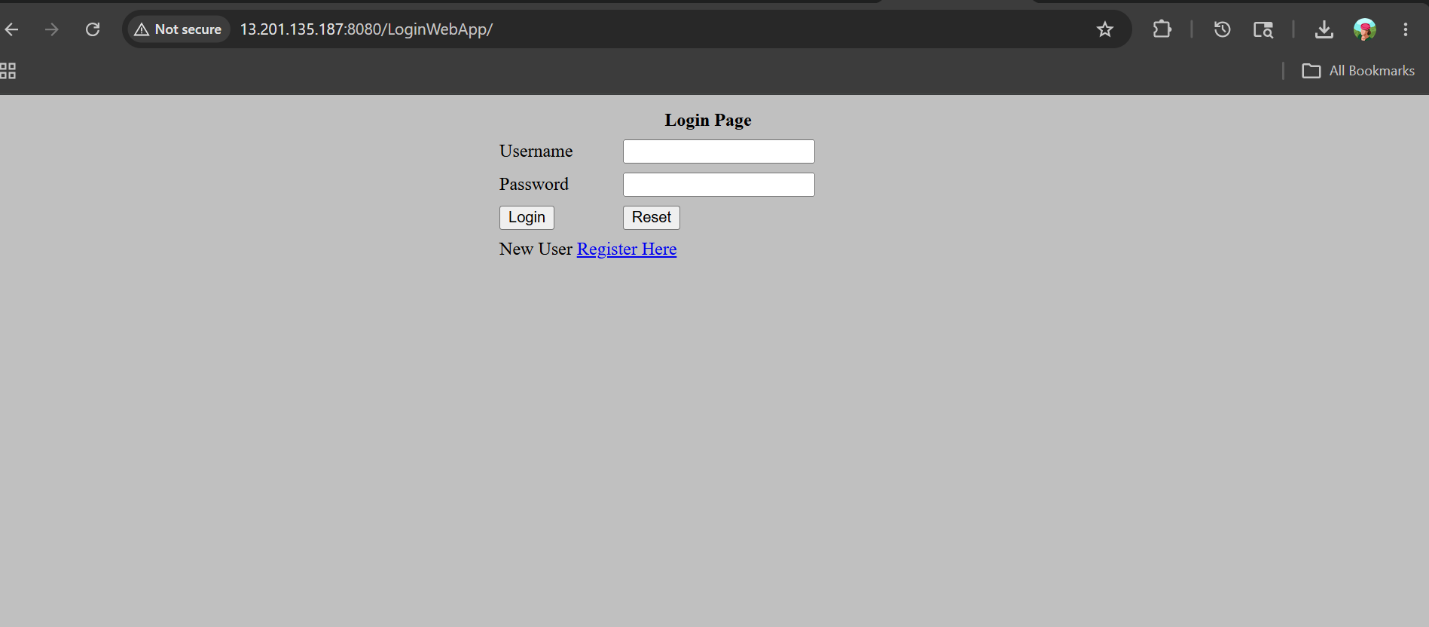 Not secure 13.201.135.187:8080/LoginWebApp/
All Bookmarks
Login Page
Username
Password
Login Reset
New User Register Here